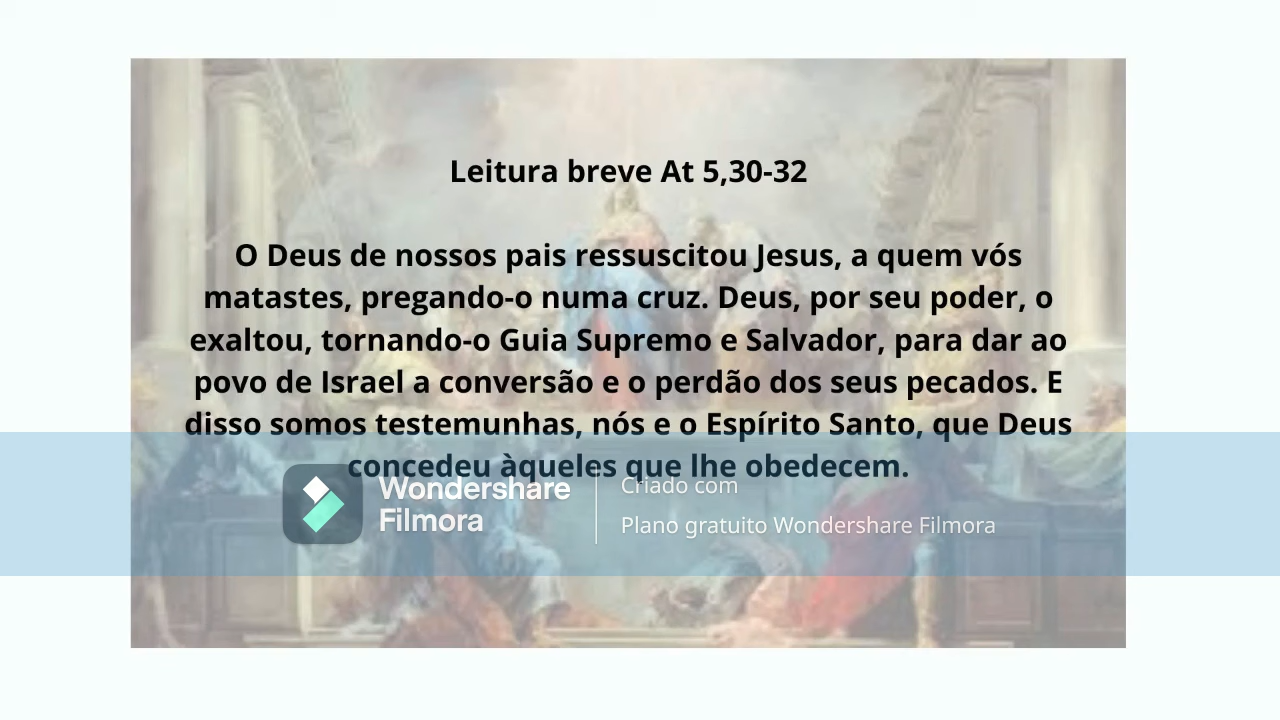 Leitura breve At 5,30-32
O Deus de nossos pais ressuscitou Jesus, a quem vós
matastes, pregando-o numa cruz. Deus, por seu poder, o
exaltou, tornando-o Guia Supremo e Salvador, para dar ao
povo de Israel a conversão e o perdão dos seus pecados. E
disso somos testemunhas, nós e o Espírito Santo, que Deus
concedeu àqueles que lhe obedecem.
Wondershare
Filmora
Criado com
Plano gratuito Wondershare Filmora